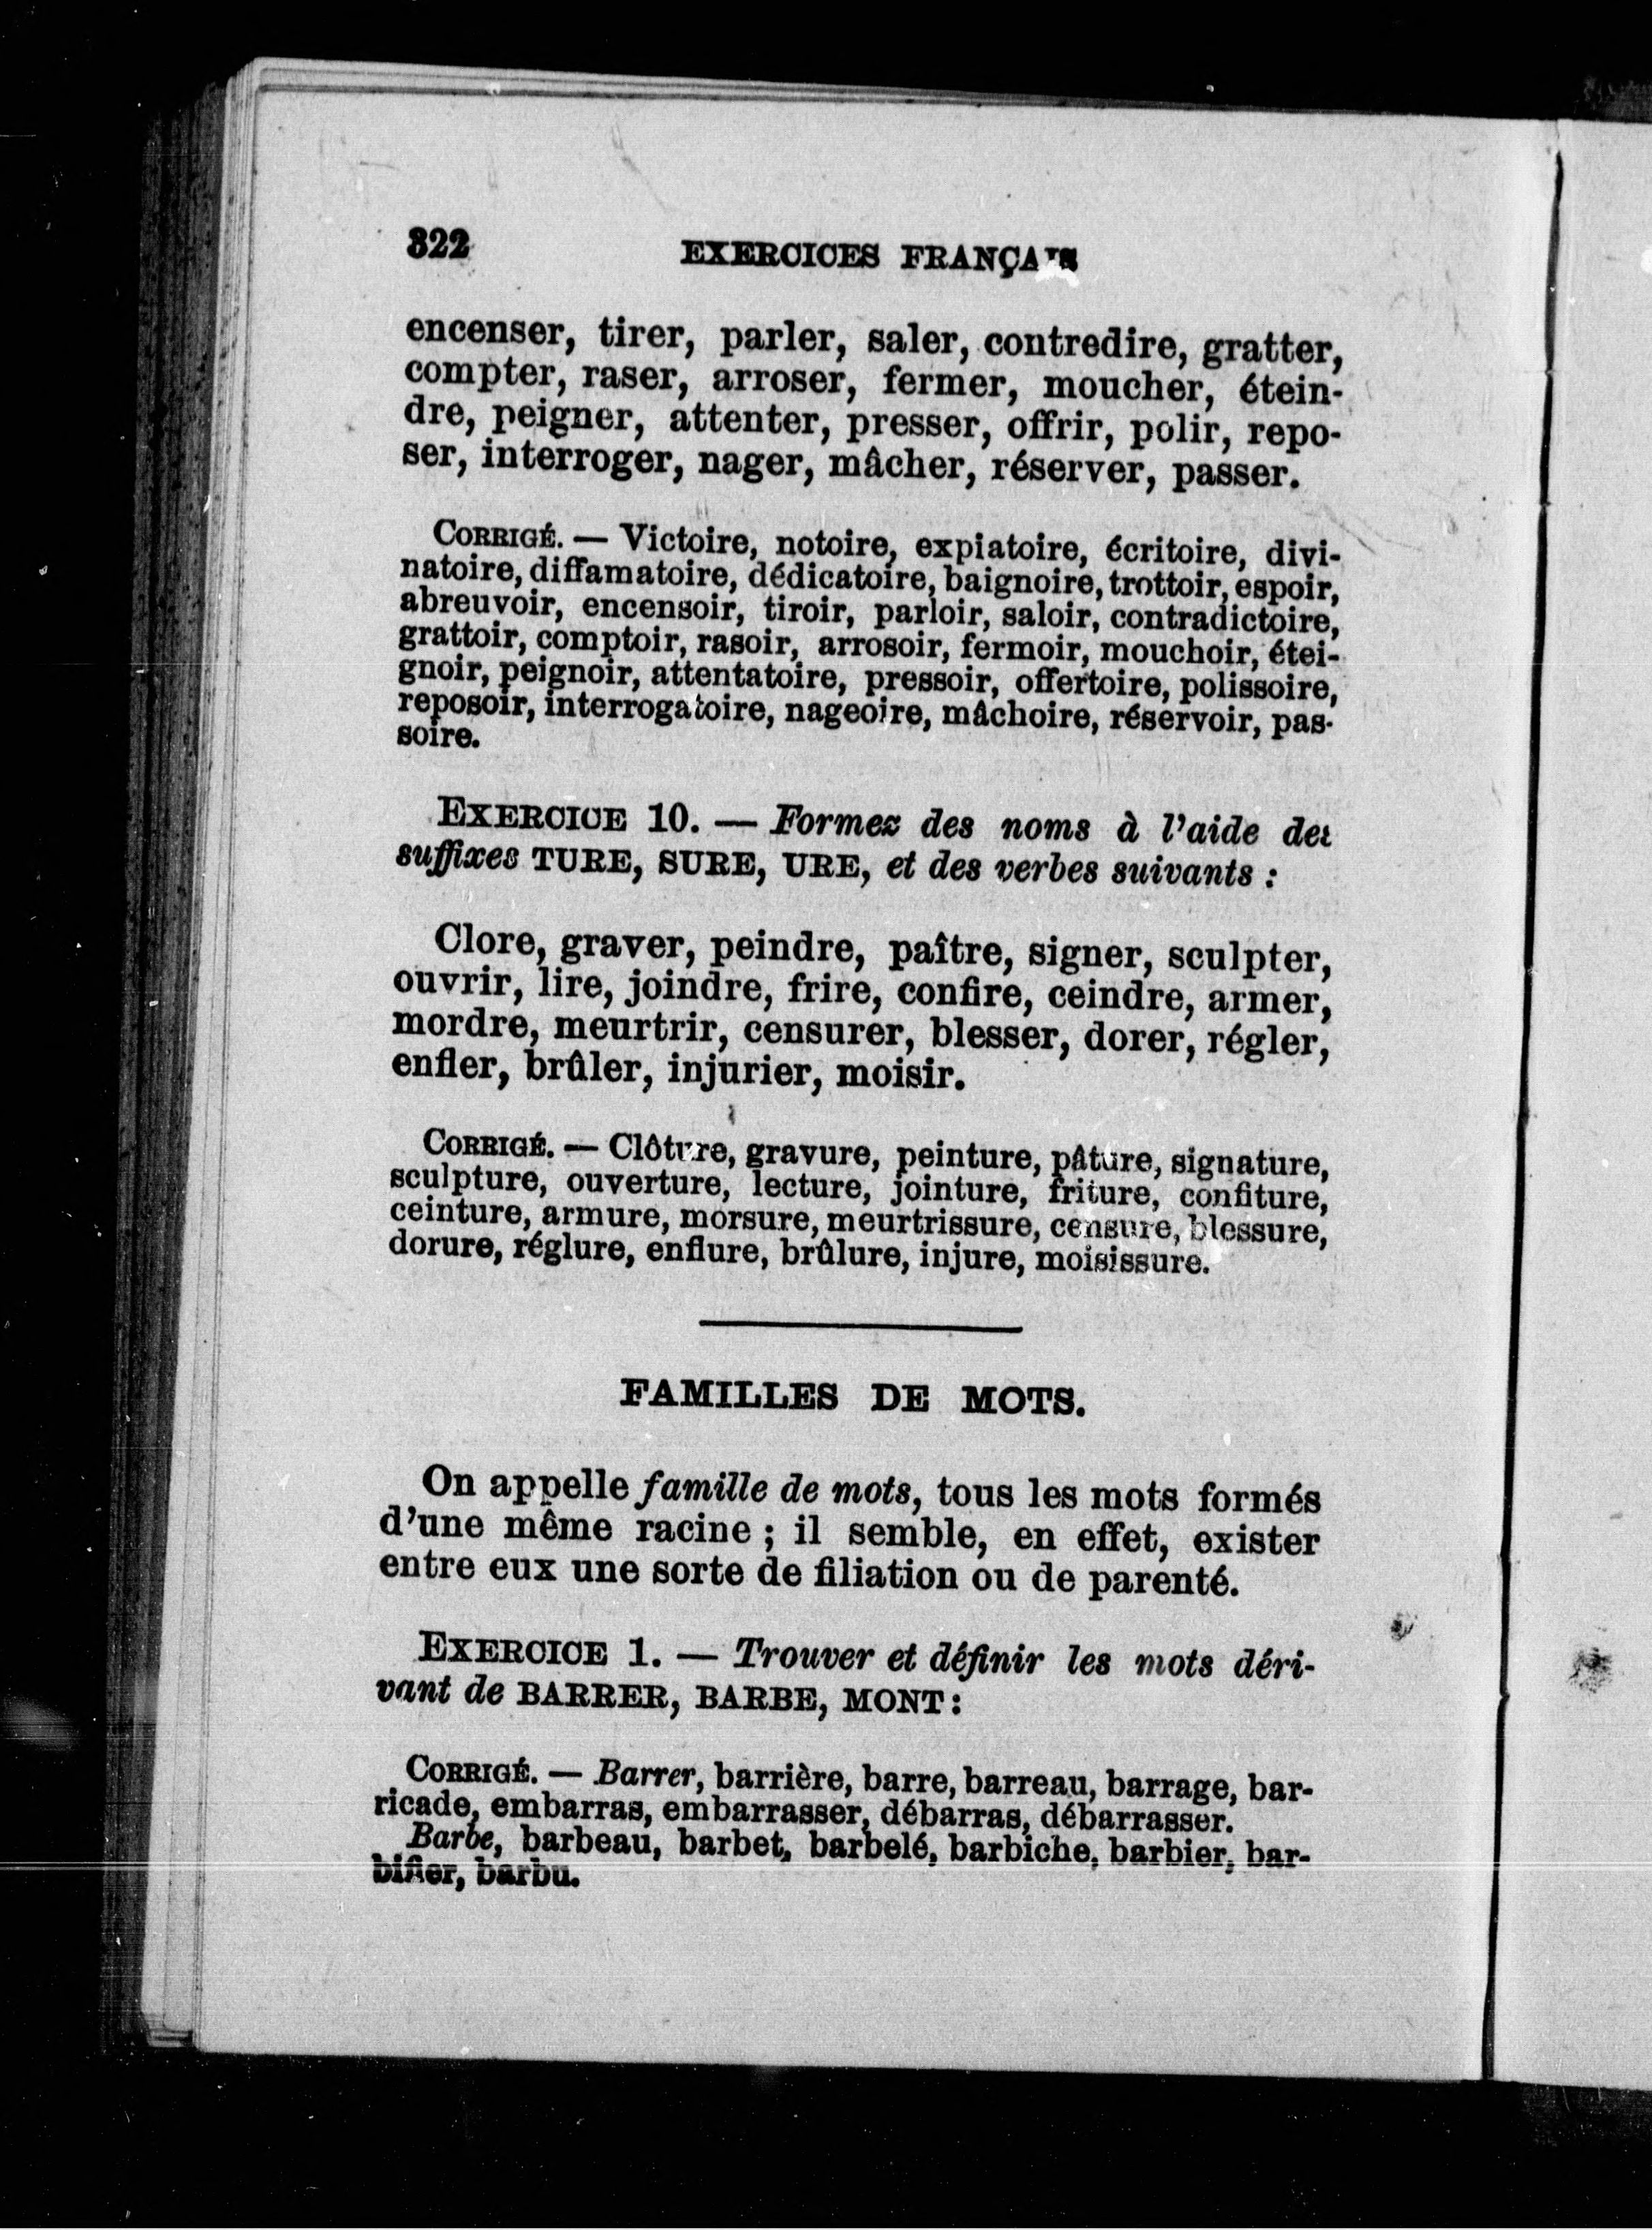 322
EXERCICES FRANÇAIS
encenser, tirer, parler, saler, contredire, gratter,
compter, raser, arroser, fermer, moucher, étein-
dre, peigner, attenter, presser, offrir, polir, repo-
ser, interroger, nager, mâcher, réserver, passer.
CORRIGÉ. — Victoire, notoire, expiatoire, écritoire, divi-
natoire, diffamatoire, dédicatoire, baignoire, trottoir, espoir,
abreuvoir, encensoir, tiroir, parloir, saloir, contradictoire,
grattoir, comptoir, rasoir, arrosoir, fermoir, mouchoir, étei-
gnoir, peignoir, attentatoire, pressoir, offertoire, polissoire,
reposoir, interrogatoire, nageoire, mâchoire, réservoir, pas-
soire.
EXERCICE 10. — Formez des noms à l'aide des
suffixes TURE, SURE, URE, et des verbes suivants :
Clore, graver, peindre, paître, signer, sculpter,
ouvrir, lire, joindre, frire, confire, ceindre, armer,
mordre, meurtrir, censurer, blesser, dorer, régler,
enfler, brûler, injurier, moisir.
CORRIGÉ. — Clôture, gravure, peinture, pâture, signature,
sculpture, ouverture, lecture, jointure, friture, confiture,
ceinture, armure, morsure, meurtrissure, censure, blessure,
dorure, réglure, enflure, brûlure, injure, moisissure.
FAMILLES DE MOTS.
On appelle famille de mots, tous les mots formés
d'une même racine ; il semble, en effet, exister
entre eux une sorte de filiation ou de parenté.
EXERCICE 1. — Trouver et définir les mots déri-
vant de BARRER, BARBE, MONT :
CORRIGÉ. — Barrer, barrière, barre, barreau, barrage, bar-
ricade, embarras, embarrasser, débarras, débarrasser.
Barbe, barbeau, barbet, barbelé, barbiche, barbier, bar-
bifier, barbu.